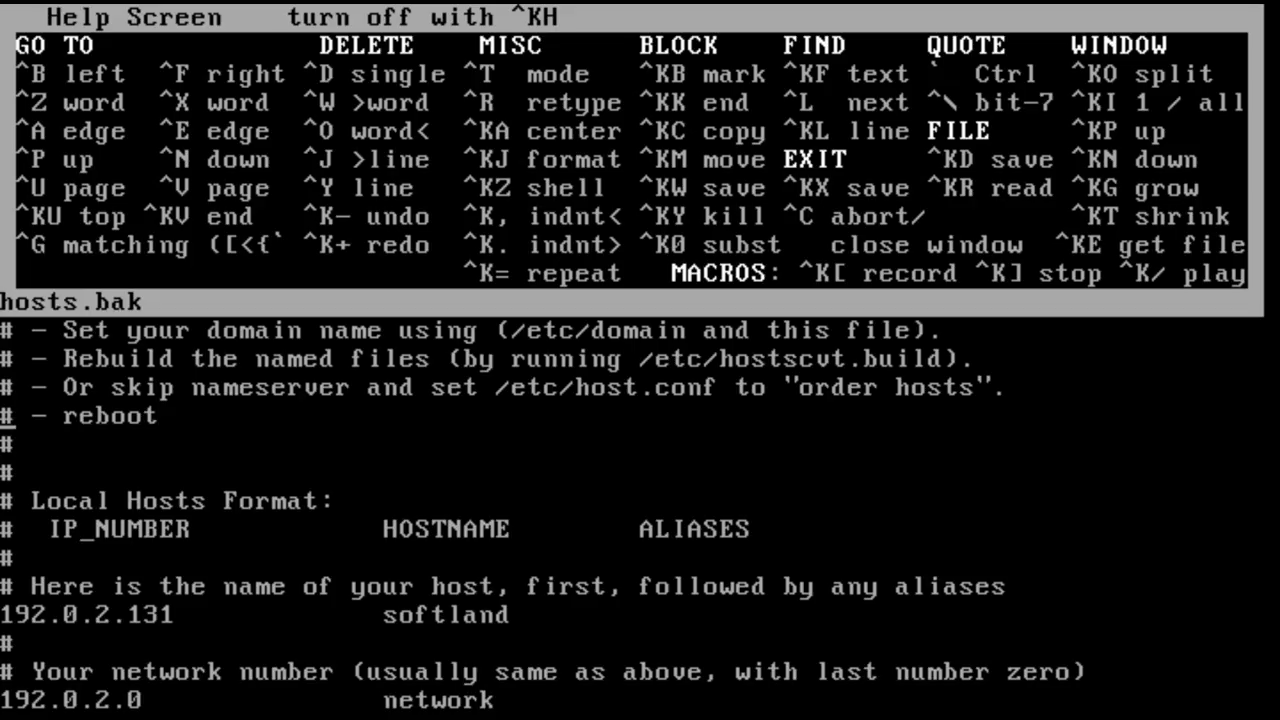 Help Screen    turn off with ^KH
GO TO    DELETE    MISC    BLOCK    FIND    QUOTE    WINDOW
^B left  ^F right ^D single ^T  mode   ^KB mark ^KF text `  Ctrl  ^KO split
^Z word  ^X word  ^W >word  ^R  retype ^KK end  ^L  next ^\ bit-7 ^KI 1 / all
^A edge  ^E edge  ^O word<  ^KA center ^KC copy ^KL line FILE     ^KP up
^P up    ^N down  ^J >line  ^KJ format ^KM move EXIT     ^KD save ^KN down
^U page  ^V page  ^Y line   ^KZ shell  ^KW save ^KX save ^KR read ^KG grow
^KU top ^KV end   ^K- undo  ^K, indnt< ^KY kill ^C abort/         ^KT shrink
^G matching ([<{` ^K+ redo  ^K. indnt> ^K0 subst   close window  ^KE get file
^K= repeat   MACROS: ^K[ record ^K] stop ^K/ play
hosts.bak
# - Set your domain name using (/etc/domain and this file).
# - Rebuild the named files (by running /etc/hostscvt.build).
# - Or skip nameserver and set /etc/host.conf to "order hosts".
# - reboot
#
#
# Local Hosts Format:
#  IP_NUMBER            HOSTNAME        ALIASES
#
# Here is the name of your host, first, followed by any aliases
192.0.2.131             softland
#
# Your network number (usually same as above, with last number zero)
192.0.2.0               network